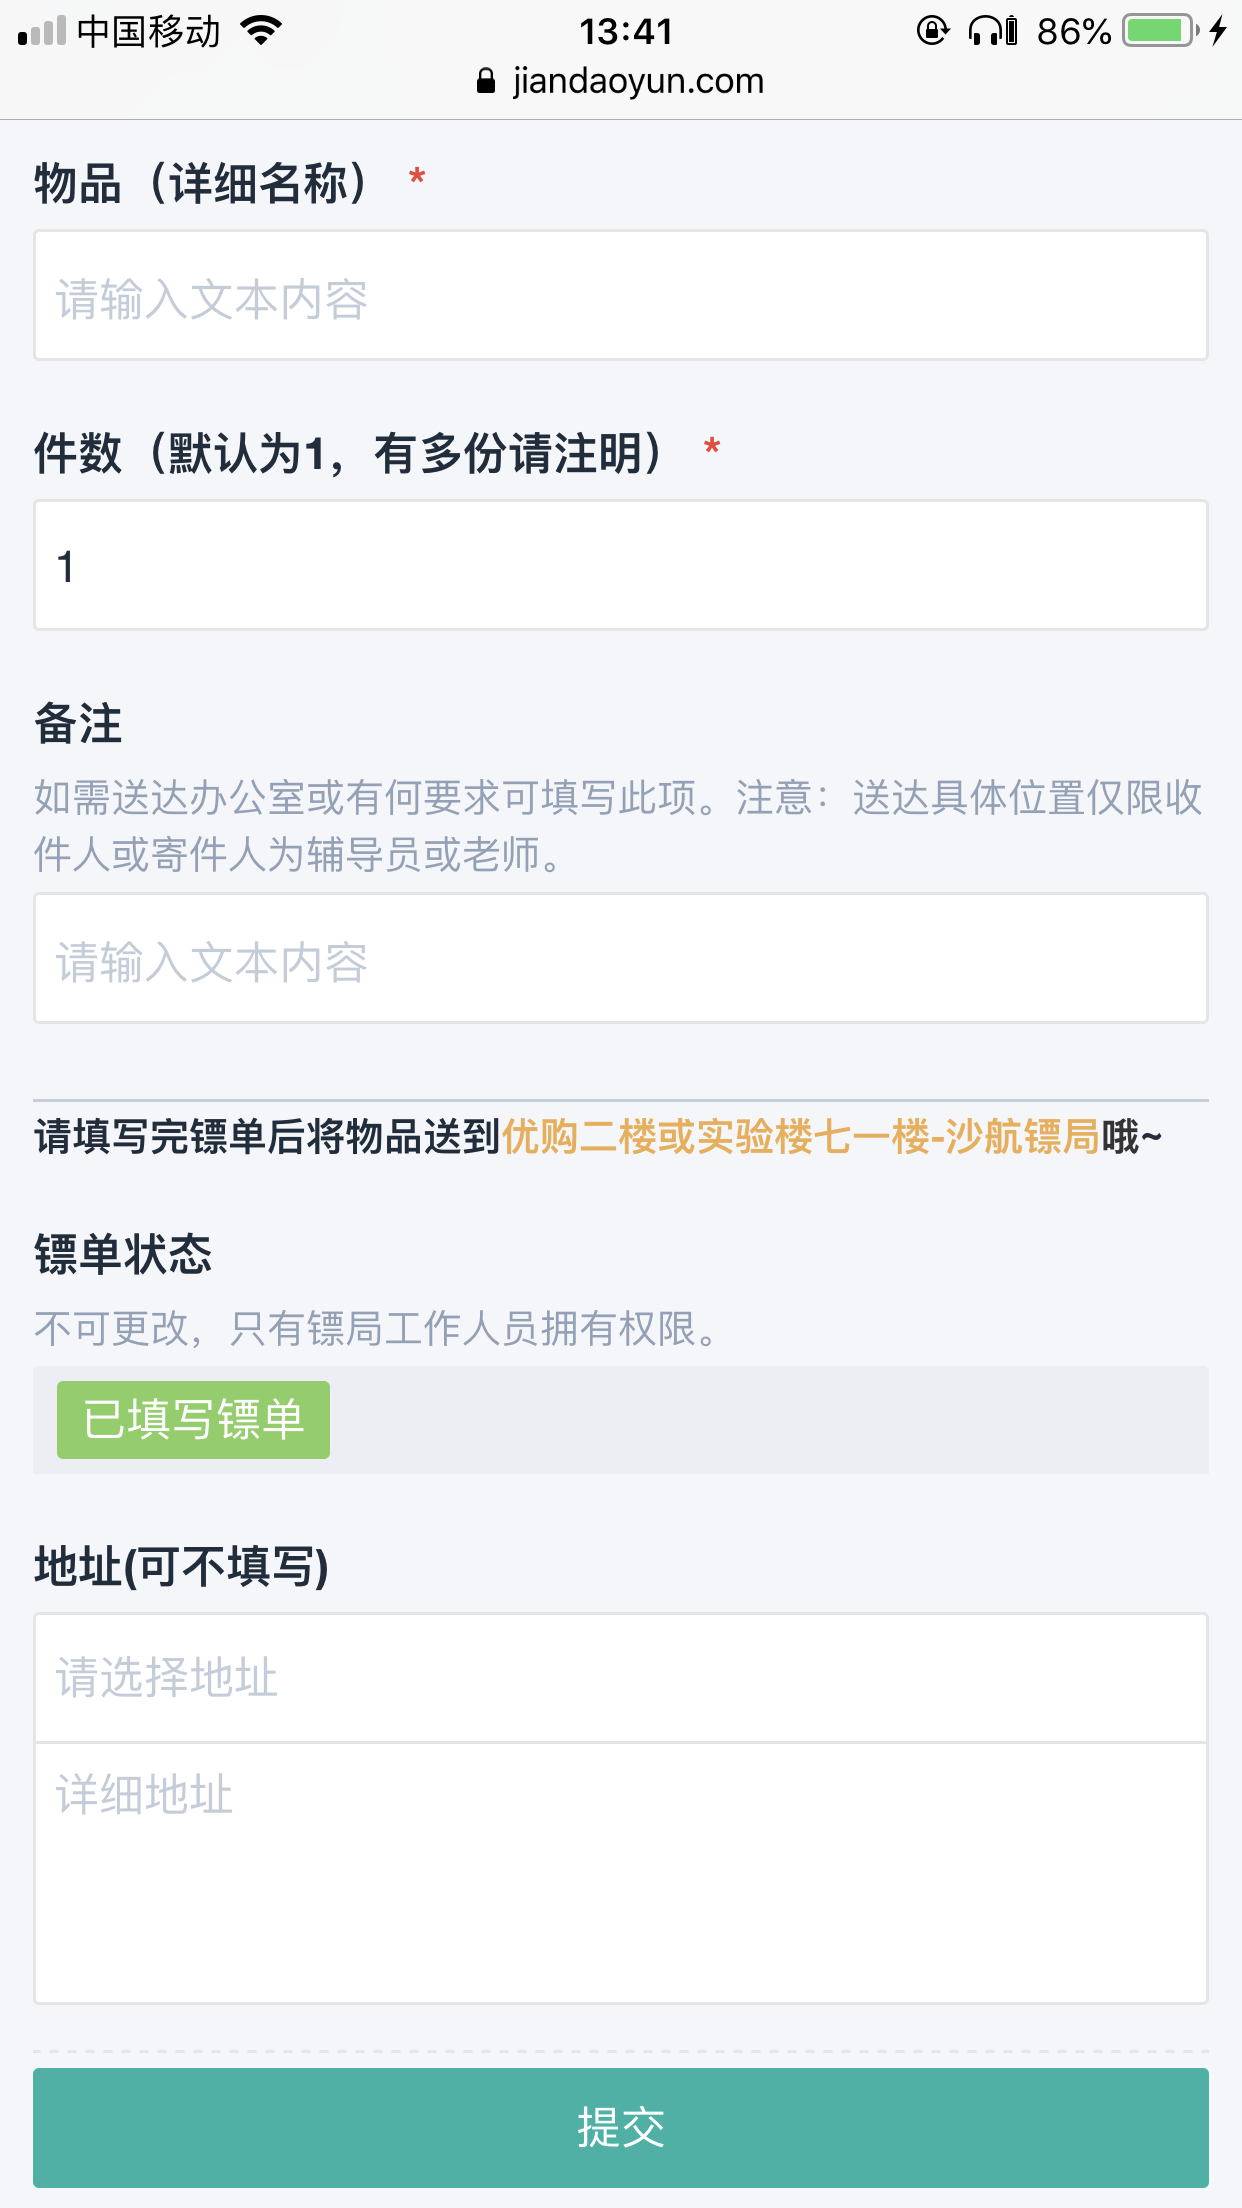 中国移动 13:41 86%
jiandaoyun.com
物品（详细名称） *
请输入文本内容
件数（默认为1，有多份请注明） *
1
备注
如需送达办公室或有何要求可填写此项。注意：送达具体位置仅限收
件人或寄件人为辅导员或老师。
请输入文本内容
请填写完镖单后将物品送到优购二楼或实验楼七一楼-沙航镖局哦~
镖单状态
不可更改，只有镖局工作人员拥有权限。
已填写镖单
地址(可不填写)
请选择地址
详细地址
提交